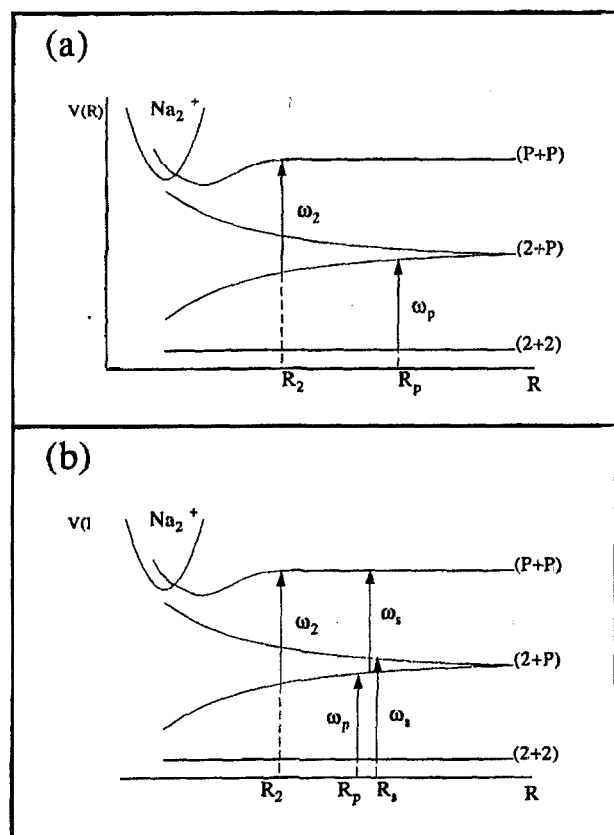 (a)
V(R)
Na₂⁺
(P+P)
ω₂
(2+P)
ωₚ
(2+2)
R₂
Rₚ
R
(b)
V(l
Na₂⁺
(P+P)
ω₂
ωₛ
(2+P)
ωₚ
ωₛ
(2+2)
R₂
Rₚ
Rₛ
R